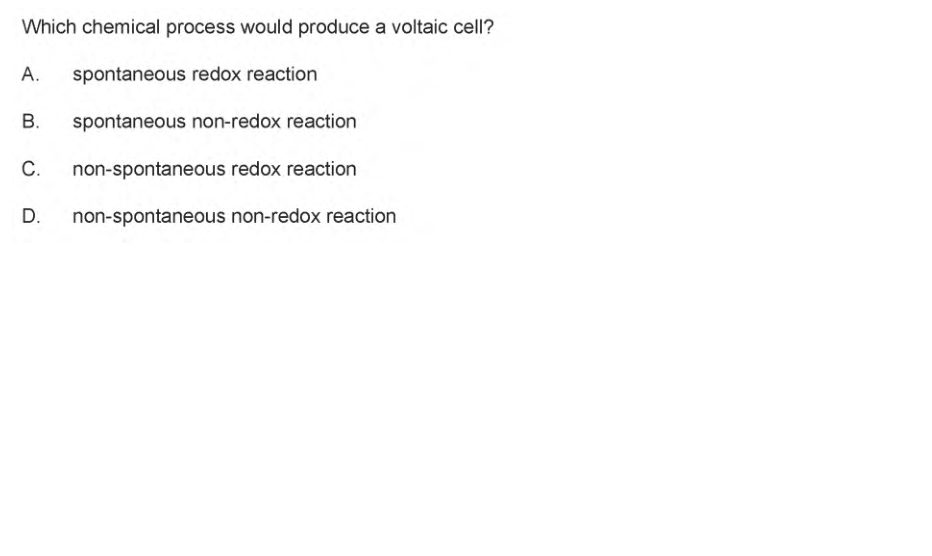 Which chemical process would produce a voltaic cell?
A. spontaneous redox reaction
B. spontaneous non-redox reaction
C. non-spontaneous redox reaction
D. non-spontaneous non-redox reaction